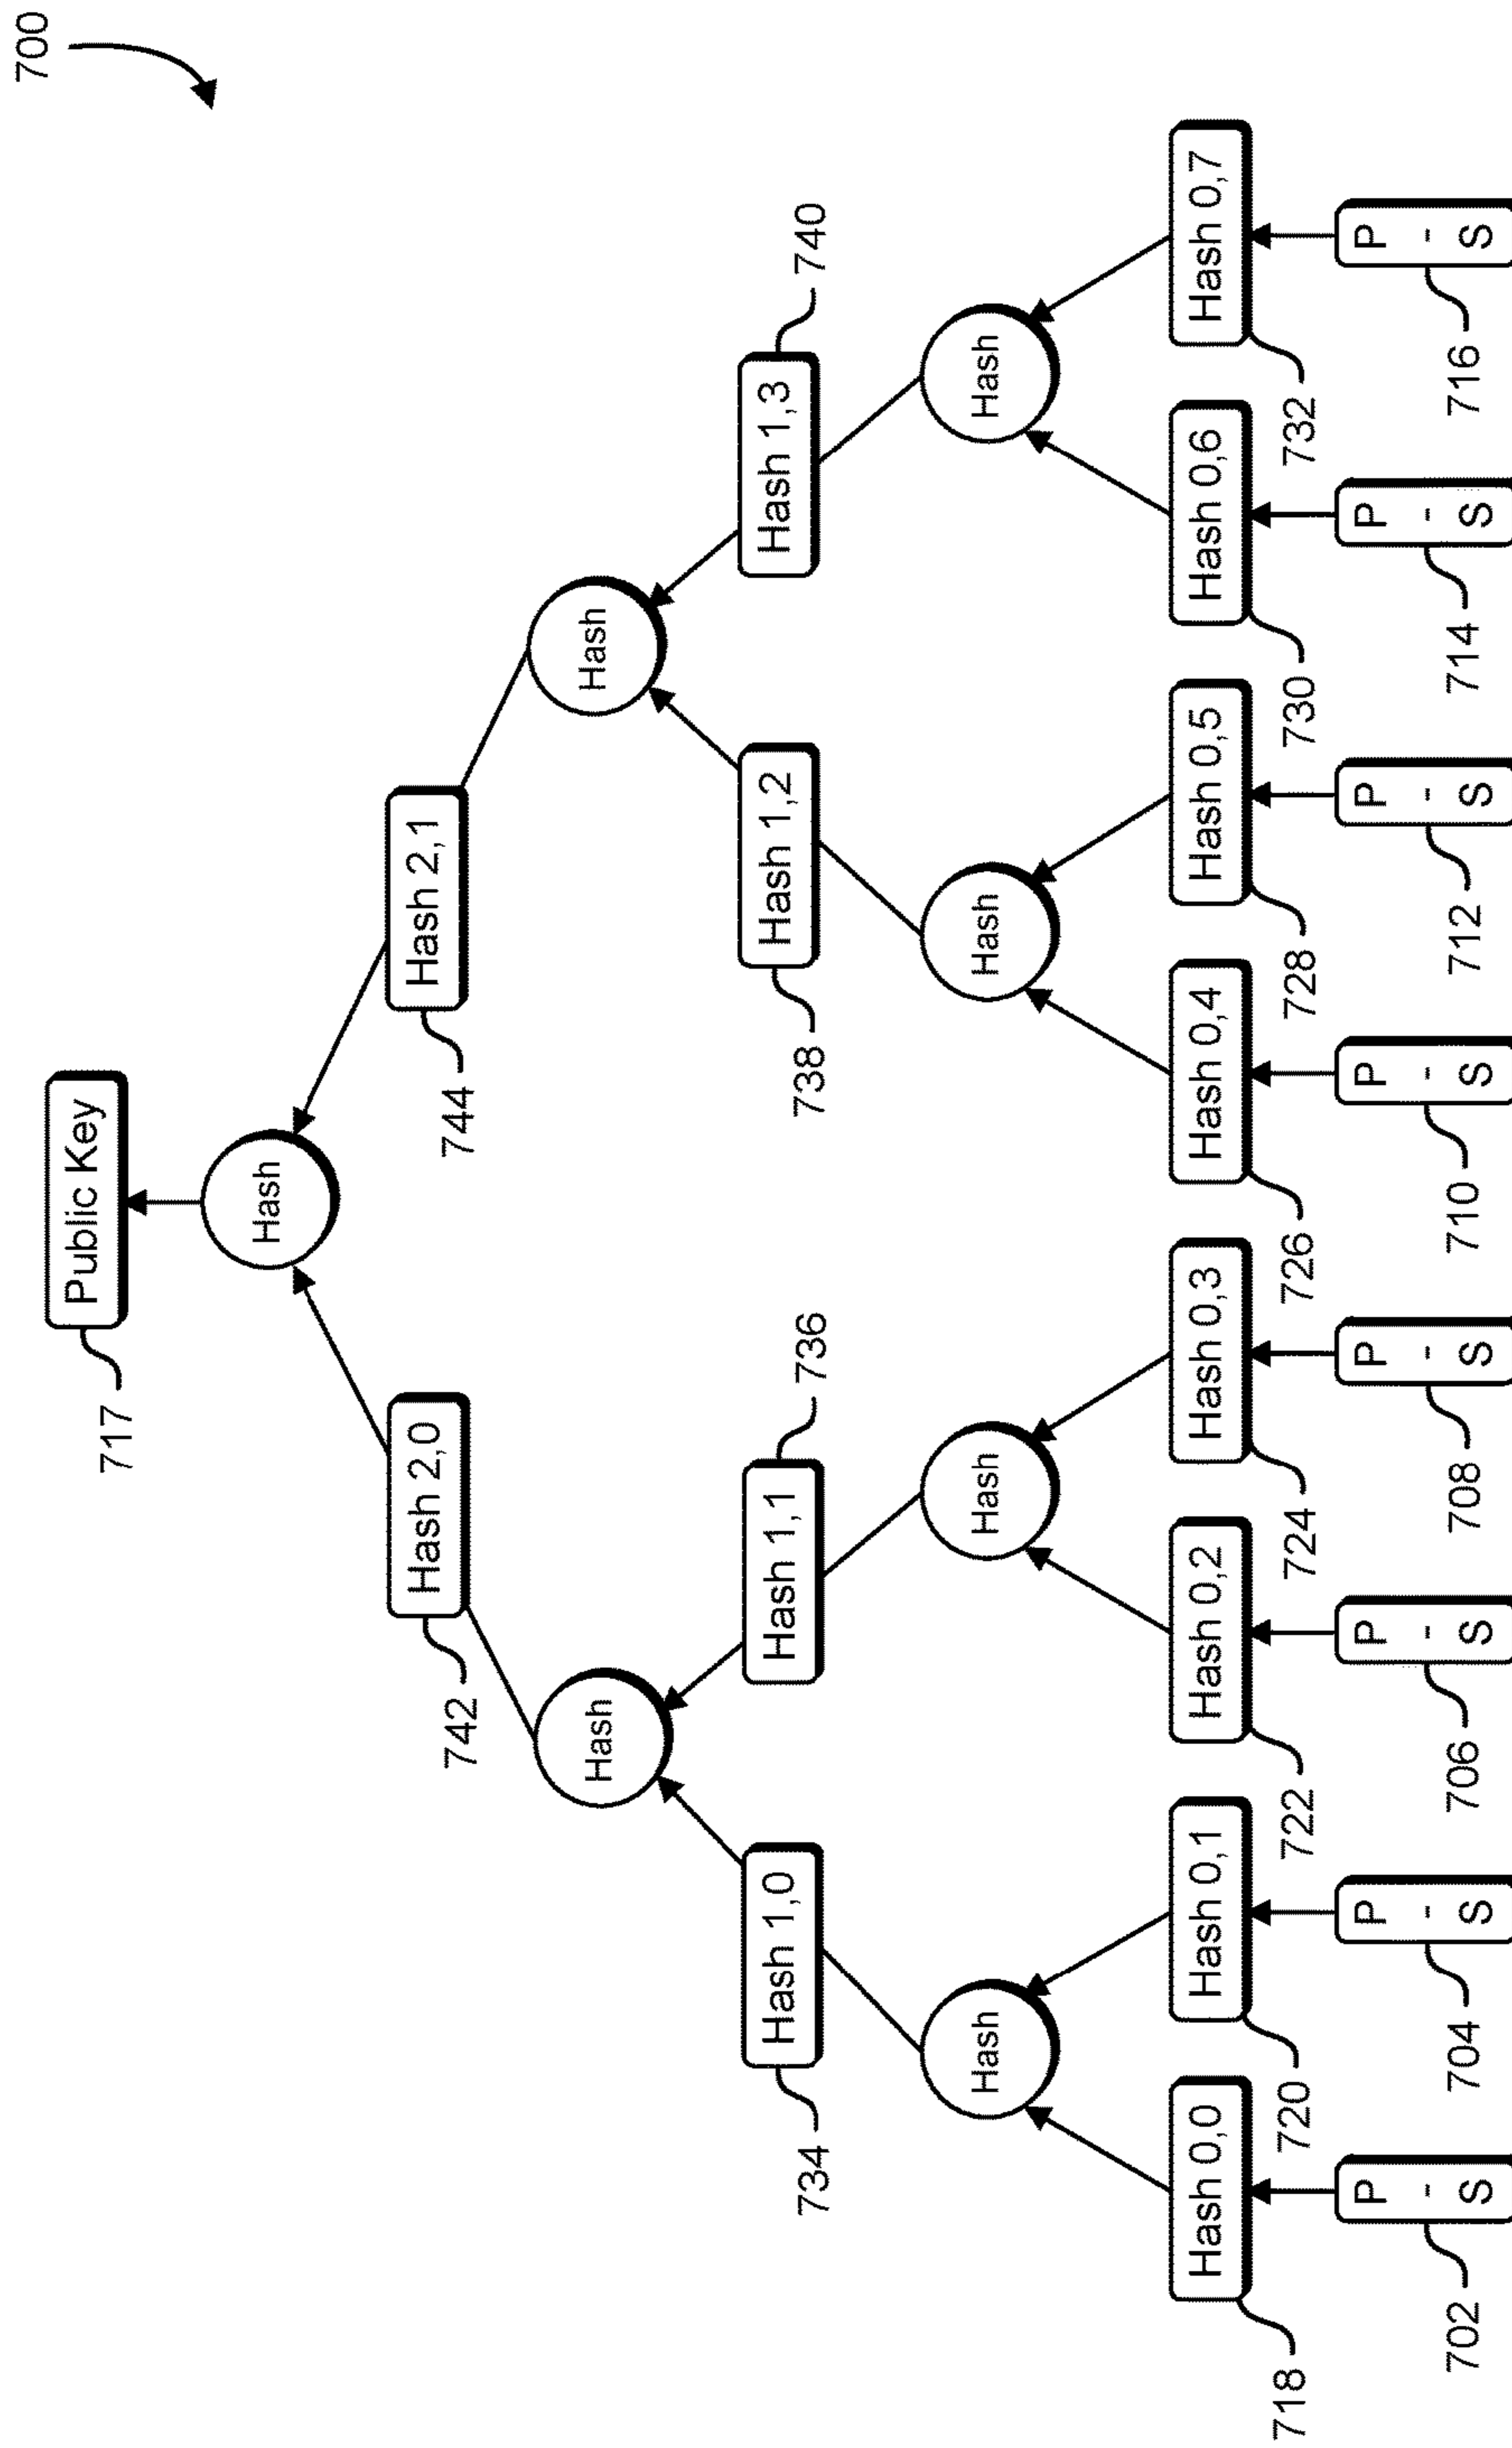 700
Public Key
717
Hash
Hash 2,0
Hash 2,1
742
744
Hash
Hash
Hash 1,0
Hash 1,1
Hash 1,2
Hash 1,3
734
736
738
740
Hash
Hash
Hash
Hash
Hash 0,0
Hash 0,1
Hash 0,2
Hash 0,3
Hash 0,4
Hash 0,5
Hash 0,6
Hash 0,7
718
720
722
724
726
728
730
732
P
-
S
P
-
S
P
-
S
P
-
S
P
-
S
P
-
S
P
-
S
P
-
S
702
704
706
708
710
712
714
716